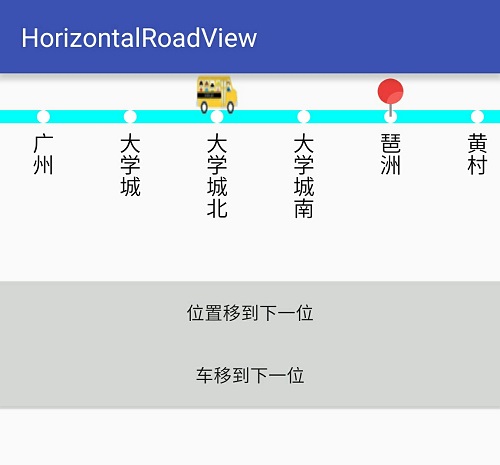 HorizontalRoadView
广州
大学城
大学城北
大学城南
琶洲
黄村
位置移到下一位
车移到下一位